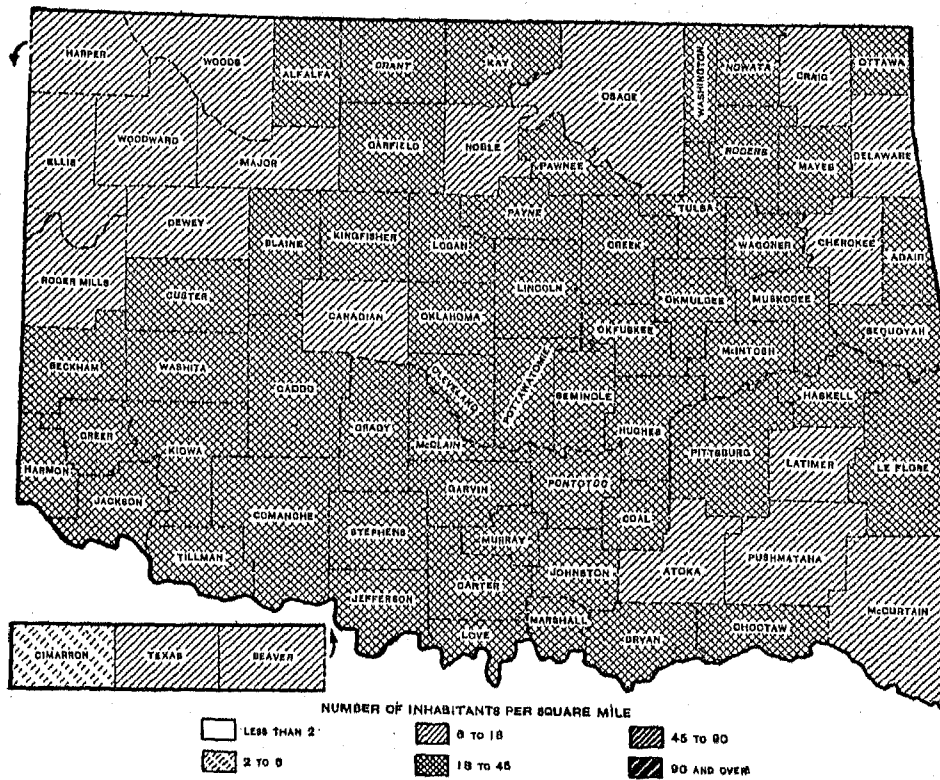 HARPER
WOODS
ALFALFA
GRANT
KAY
OSAGE
WASHINGTON
NOWATA
CRAIG
OTTAWA
ELLIS
WOODWARD
MAJOR
GARFIELD
NOBLE
PAWNEE
ROGERS
MAYES
DELAWARE
DEWEY
BLAINE
KINGFISHER
LOGAN
PAYNE
CREEK
TULSA
WAGONER
CHEROKEE
ADAIR
ROGER MILLS
CUSTER
CANADIAN
OKLAHOMA
LINCOLN
OKFUSKEE
OKMULGEE
MUSKOGEE
SEQUOYAH
BECKHAM
WASHITA
CADDO
GRADY
CLEVELAND
POTTAWATOMIE
SEMINOLE
HUGHES
McINTOSH
HASKELL
GREER
KIOWA
McCLAIN
PITTSBURG
LATIMER
LE FLORE
HARMON
JACKSON
COMANCHE
GARVIN
PONTOTOC
COAL
TILLMAN
STEPHENS
MURRAY
JOHNSTON
ATOKA
PUSHMATAHA
McCURTAIN
JEFFERSON
CARTER
MARSHALL
LOVE
BRYAN
CHOCTAW
CIMARRON
TEXAS
BEAVER
NUMBER OF INHABITANTS PER SQUARE MILE
LESS THAN 2
6 TO 18
45 TO 90
2 TO 6
18 TO 45
90 AND OVER